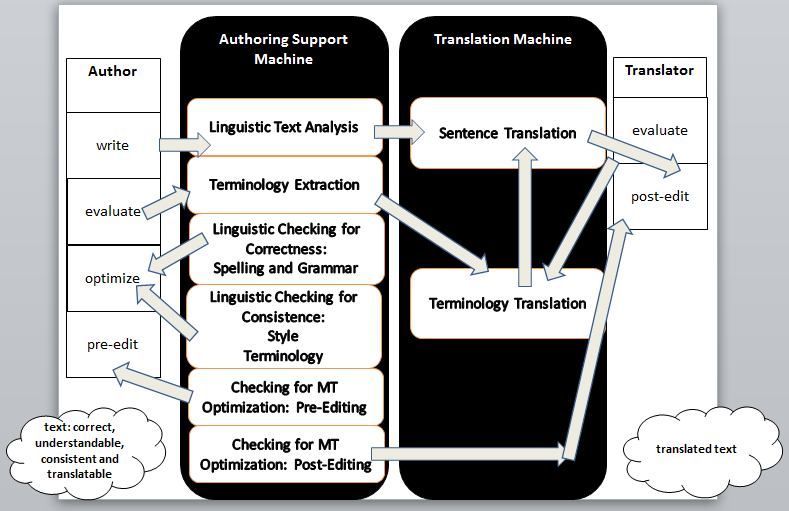 Author
write
evaluate
optimize
pre-edit
text: correct,
understandable,
consistent and
translatable
Authoring Support
Machine
Linguistic Text Analysis
Terminology Extraction
Linguistic Checking for
Correctness:
Spelling and Grammar
Linguistic Checking for
Consistence:
Style
Terminology
Checking for MT
Optimization: Pre-Editing
Checking for MT
Optimization: Post-Editing
Translation Machine
Sentence Translation
Terminology Translation
Translator
evaluate
post-edit
translated text